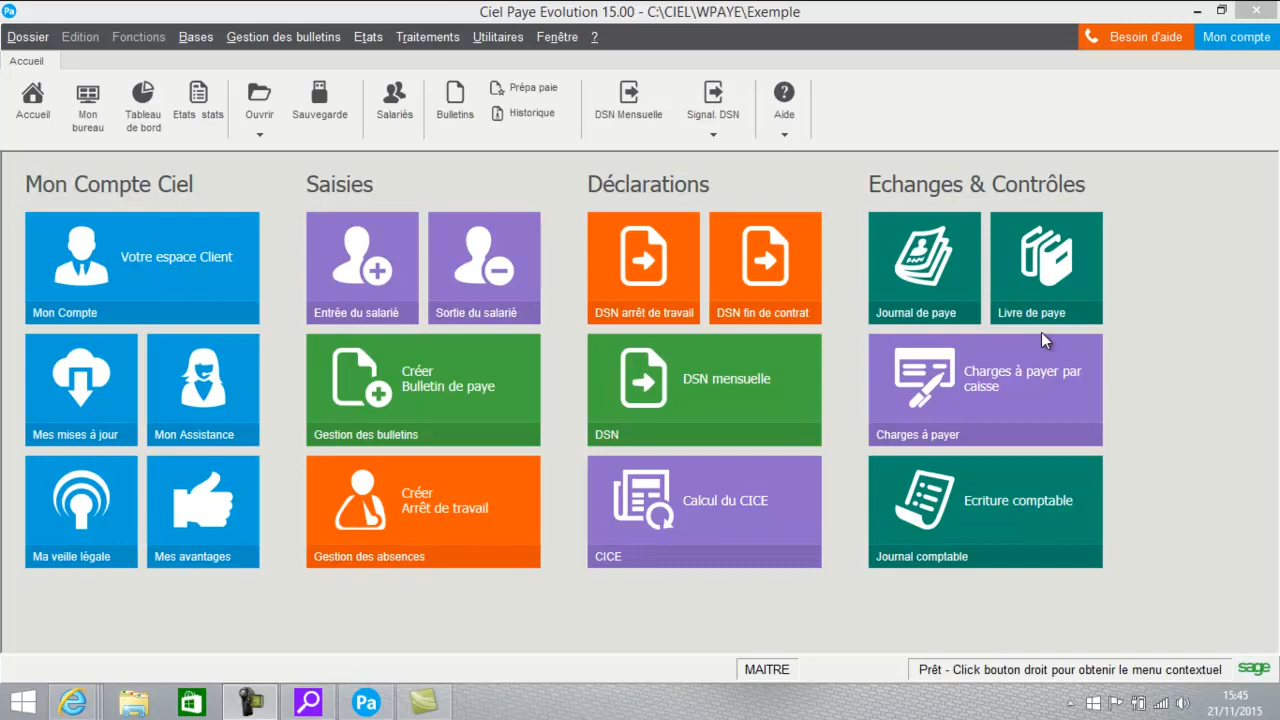 Pa
Ciel Paye Evolution 15.00 - C:\CIEL\WPAYE\Exemple
Dossier Edition Fonctions Bases Gestion des bulletins Etats Traitements Utilitaires Fenêtre ?
Besoin d'aide
Mon compte
Accueil
Accueil
Mon
bureau
Tableau
de bord
Etats stats
Ouvrir
Sauvegarde
Salariés
Bulletins
Prépa paie
Historique
DSN Mensuelle
Signal. DSN
Aide
Mon Compte Ciel
Votre espace Client
Mon Compte
Mes mises à jour
Mon Assistance
Ma veille légale
Mes avantages
Saisies
Entrée du salarié
Sortie du salarié
Créer
Bulletin de paye
Gestion des bulletins
Créer
Arrêt de travail
Gestion des absences
Déclarations
DSN arrêt de travail
DSN fin de contrat
DSN mensuelle
DSN
Calcul du CICE
CICE
Echanges & Contrôles
Journal de paye
Livre de paye
Charges à payer par
caisse
Charges à payer
Ecriture comptable
Journal comptable
MAITRE
Prêt - Click bouton droit pour obtenir le menu contextuel
sage
Pa
15:45
21/11/2015